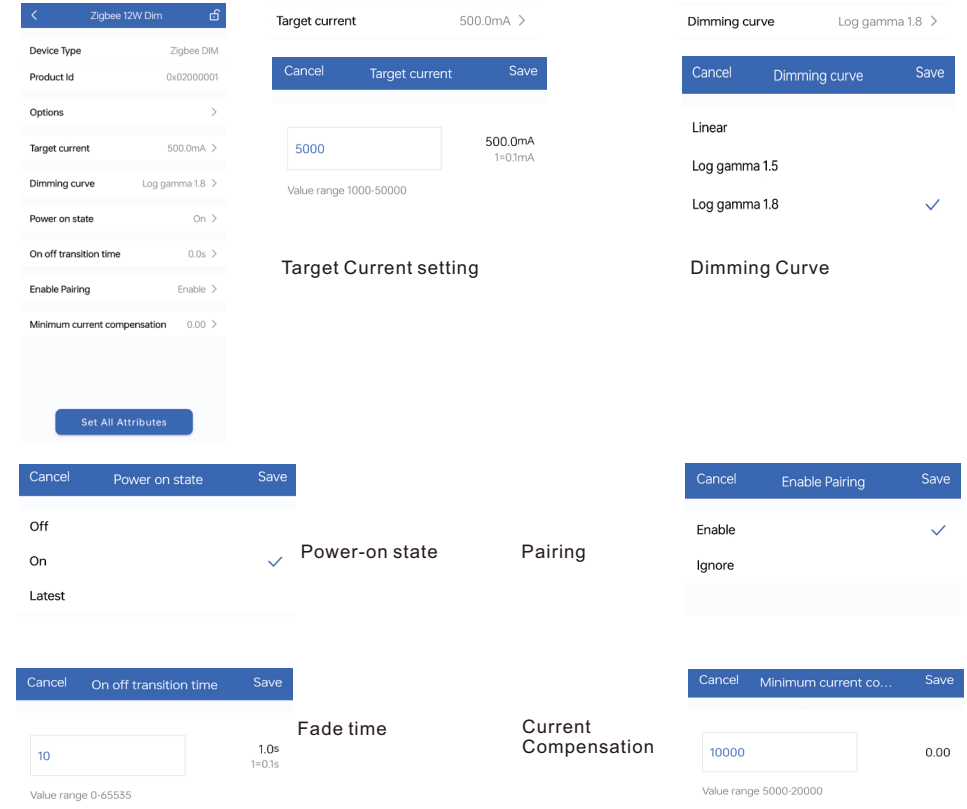 Zigbee 12W Dim
Device Type Zigbee DIM
Product Id 0x02000001
Options
Target current 500.0mA
Dimming curve Log gamma 1.8
Power on state On
On off transition time 0.0s
Enable Pairing Enable
Minimum current compensation 0.00
Set All Attributes
Target current 500.0mA
Cancel Target current Save
5000 500.0mA
1=0.1mA
Value range 1000-50000
Target Current setting
Dimming curve Log gamma 1.8
Cancel Dimming curve Save
Linear
Log gamma 1.5
Log gamma 1.8
Dimming Curve
Cancel Power on state Save
Off
On
Latest
Power-on state
Pairing
Cancel Enable Pairing Save
Enable
Ignore
Cancel On off transition time Save
10 1.0s
1=0.1s
Value range 0-65535
Fade time
Current
Compensation
Cancel Minimum current co... Save
10000 0.00
Value range 5000-20000